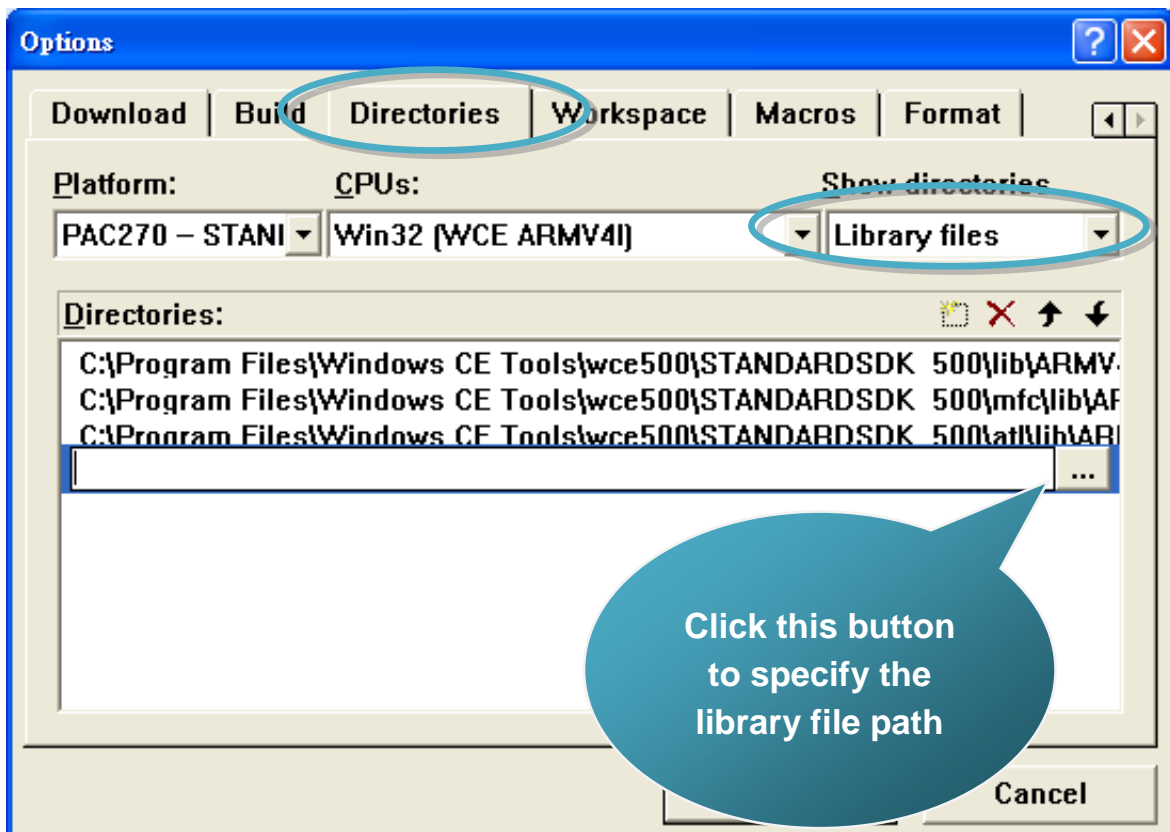 Options
Download Build Directories Workspace Macros Format
Platform: CPUs: Show directories
PAC270 – STANI Win32 (WCE ARMV4I) Library files
Directories:
C:\Program Files\Windows CE Tools\wce500\STANDARDSDK_500\lib\ARMV
C:\Program Files\Windows CE Tools\wce500\STANDARDSDK_500\mfc\lib\AF
C:\Program Files\Windows CE Tools\wce500\STANDARDSDK_500\atl\lib\ARI
...
Click this button
to specify the
library file path
Cancel